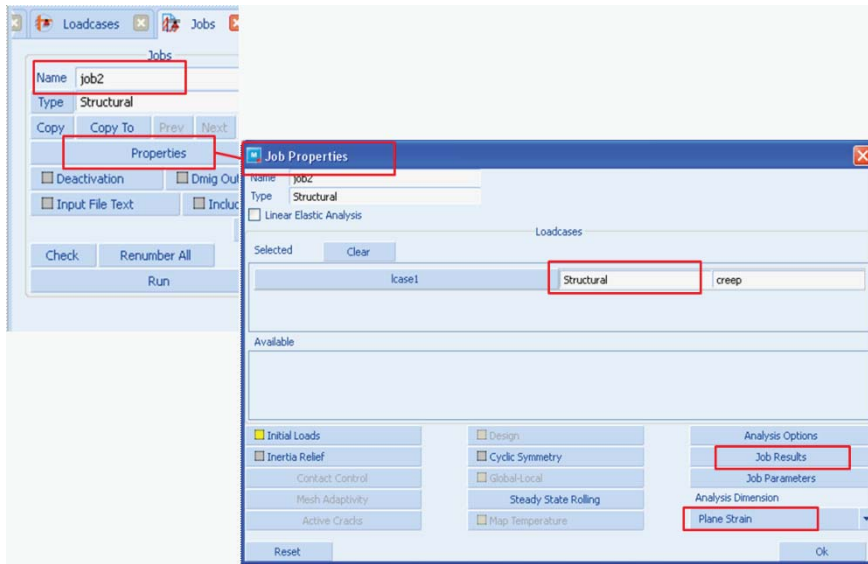 Loadcases Jobs
Jobs
Name job2
Type Structural
Copy Copy To Prev Next
Properties
Deactivation Dmig Out
Input File Text Includ
Check Renumber All
Run
Job Properties
Name job2
Type Structural
Linear Elastic Analysis
Loadcases
Selected Clear
lcase1 Structural creep
Available
Initial Loads Design Analysis Options
Inertia Relief Cyclic Symmetry Job Results
Contact Control Global-Local Job Parameters
Mesh Adaptivity Steady State Rolling Analysis Dimension
Active Cracks Map Temperature Plane Strain
Reset Ok